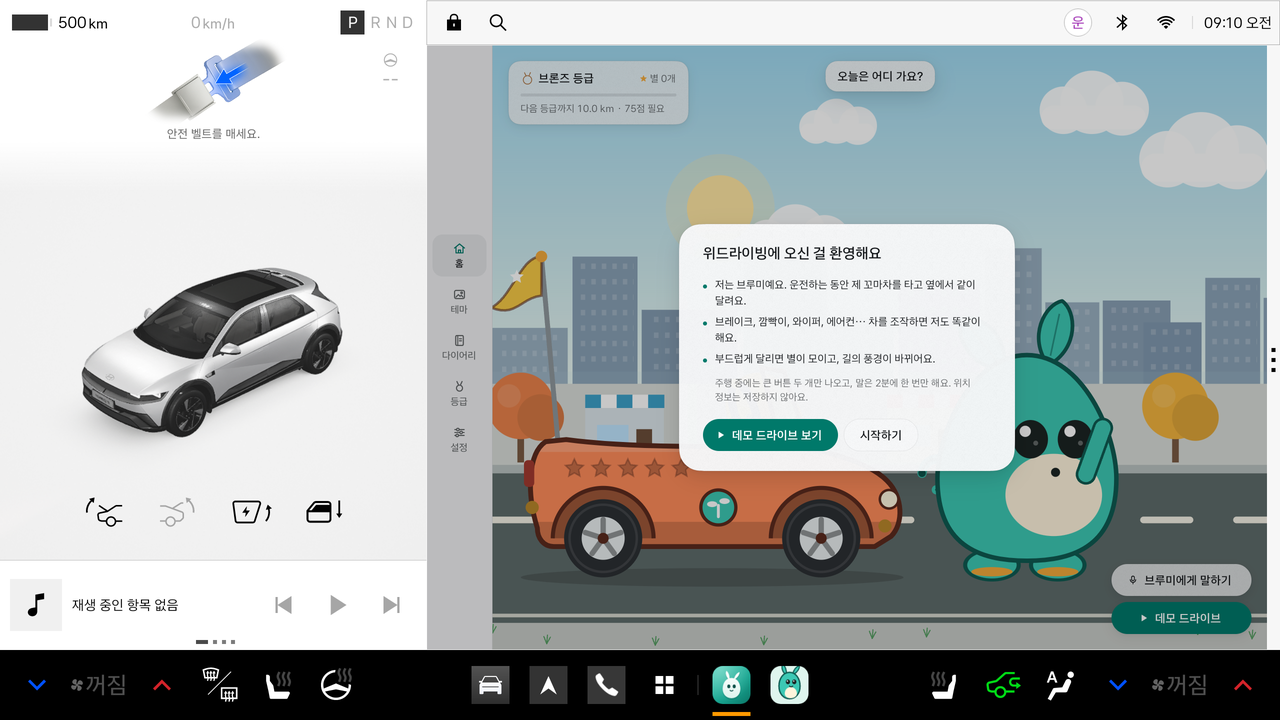 500 km
0 km/h
P R N D
안전 벨트를 매세요.
재생 중인 항목 없음
운
09:10 오전
브론즈 등급
★ 별 0개
다음 등급까지 10.0 km · 75점 필요
오늘은 어디 가요?
홈
테마
다이어리
등급
설정
위드라이빙에 오신 걸 환영해요
저는 브루미예요. 운전하는 동안 제 꼬마차를 타고 옆에서 같이
달려요.
브레이크, 깜빡이, 와이퍼, 에어컨… 차를 조작하면 저도 똑같이
해요.
부드럽게 달리면 별이 모이고, 길의 풍경이 바뀌어요.
주행 중에는 큰 버튼 두 개만 나오고, 말은 2분에 한 번만 해요. 위치
정보는 저장하지 않아요.
데모 드라이브 보기
시작하기
브루미에게 말하기
데모 드라이브
꺼짐
A
꺼짐